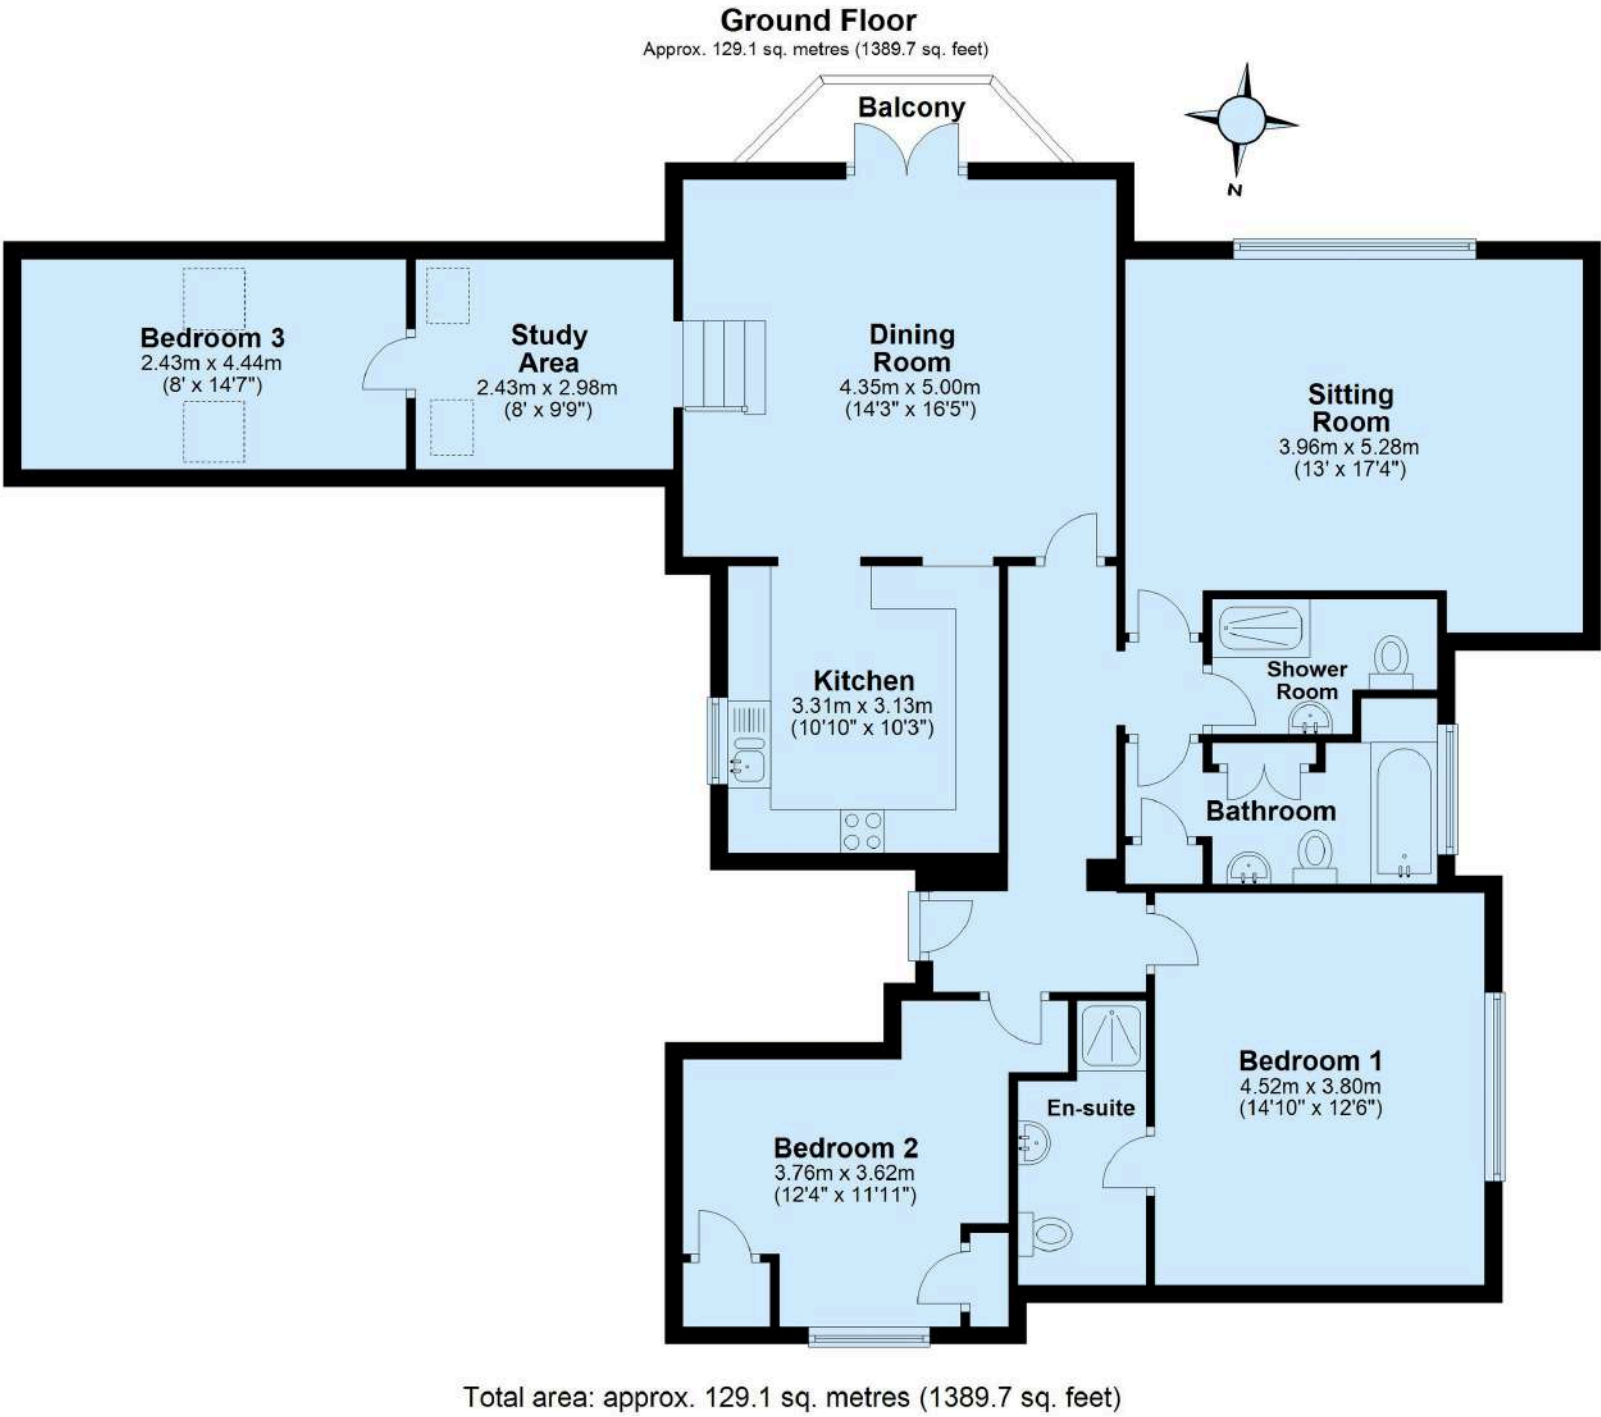 Ground Floor
Approx. 129.1 sq. metres (1389.7 sq. feet)
Balcony
N
Bedroom 3
2.43m x 4.44m
(8' x 14'7")
Study
Area
2.43m x 2.98m
(8' x 9'9")
Dining
Room
4.35m x 5.00m
(14'3" x 16'5")
Sitting
Room
3.96m x 5.28m
(13' x 17'4")
Kitchen
3.31m x 3.13m
(10'10" x 10'3")
Shower
Room
Bathroom
Bedroom 1
4.52m x 3.80m
(14'10" x 12'6")
En-suite
Bedroom 2
3.76m x 3.62m
(12'4" x 11'11")
Total area: approx. 129.1 sq. metres (1389.7 sq. feet)